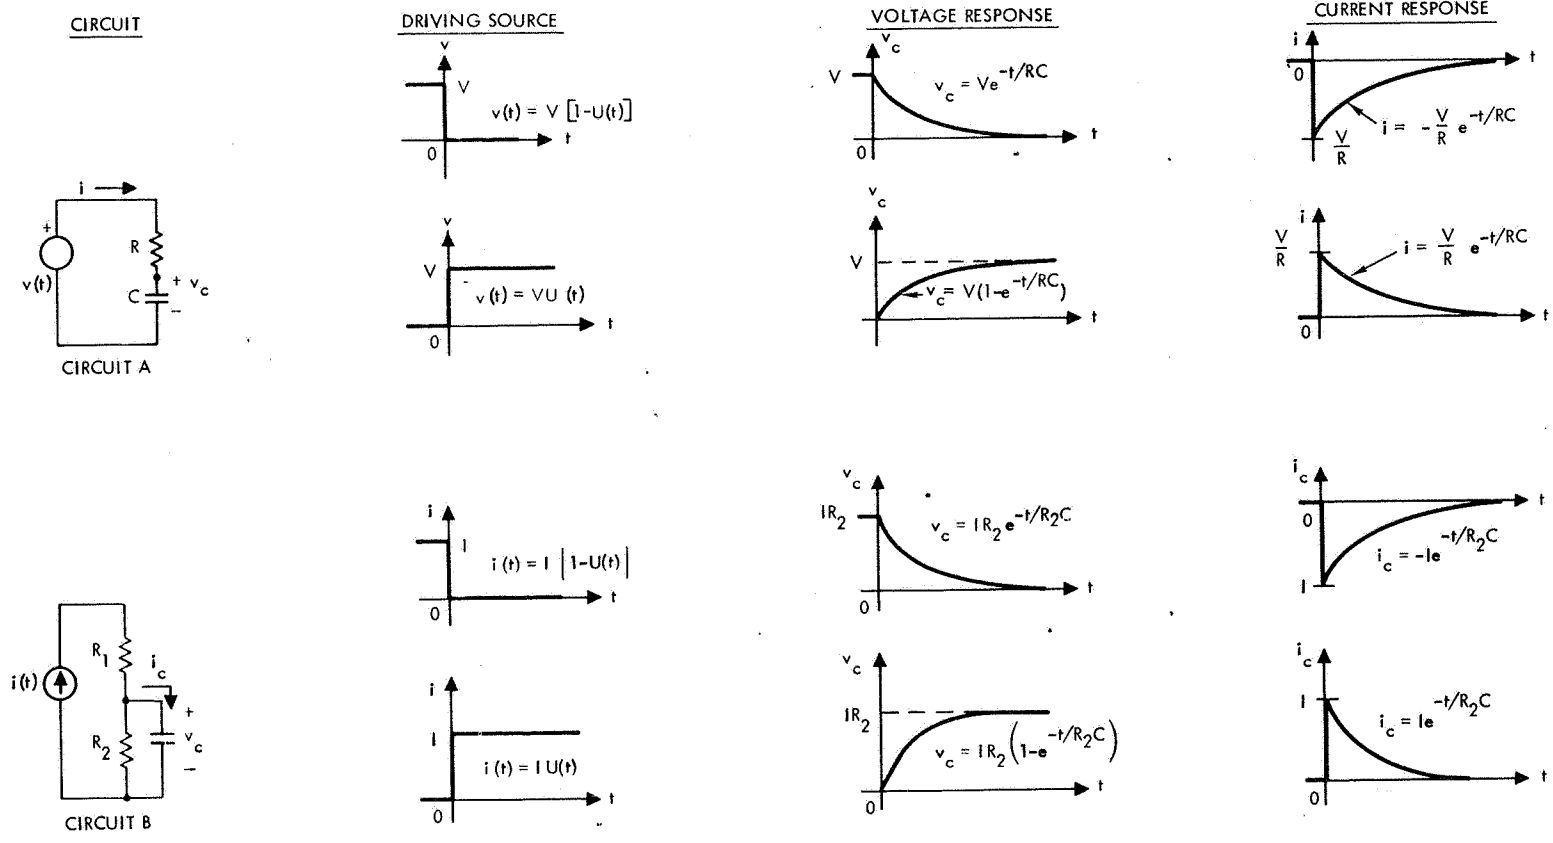 CIRCUIT
DRIVING SOURCE
VOLTAGE RESPONSE
CURRENT RESPONSE
v
V
v(t) = V [1-U(t)]
t
0
v_c
V
v_c = Ve^-t/RC
t
0
i
0
t
V/R
i = - V/R e^-t/RC
i
+
v(t)
R
C
+ v_c
-
CIRCUIT A
v
V
v(t) = VU (t)
t
0
v_c
V
v_c = V(1-e^-t/RC)
t
0
i
V/R
i = V/R e^-t/RC
t
0
i
I
i(t) = I |1-U(t)|
t
0
v_c
IR_2
v_c = IR_2 e^-t/R_2C
t
0
i_c
0
t
I
i_c = -Ie^-t/R_2C
i(t)
R_1
i_c
R_2
+
v_c
-
CIRCUIT B
i
I
i(t) = I U(t)
t
0
v_c
IR_2
v_c = IR_2 (1-e^-t/R_2C)
t
0
i_c
I
i_c = Ie^-t/R_2C
t
0